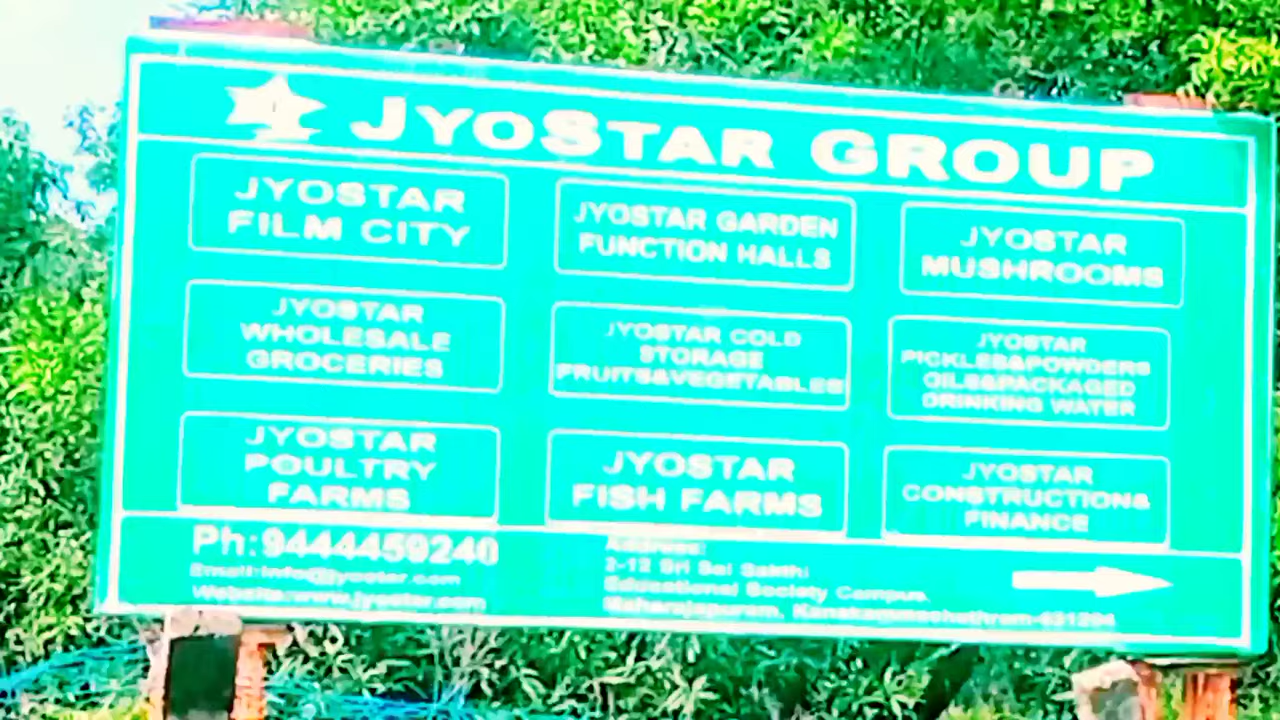 JYOSTAR GROUP
JYOSTAR
FILM CITY
JYOSTAR GARDEN
FUNCTION HALLS
JYOSTAR
MUSHROOMS
JYOSTAR
WHOLESALE
GROCERIES
JYOSTAR COLD
STORAGE
FRUITS&VEGETABLES
JYOSTAR
PICKLES&POWDERS
OILS&PACKAGED
DRINKING WATER
JYOSTAR
POULTRY
FARMS
JYOSTAR
FISH FARMS
JYOSTAR
CONSTRUCTION&
FINANCE
Ph:9444459240
Email:info@jyostar.com
Website:www.jyostar.com
Address:
2-12 Sri Sai Sakthi
Educational Society Campus,
Maharajapuram,